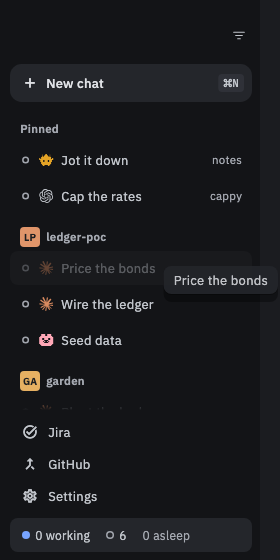 New chat ⌘N
Pinned
Jot it down notes
Cap the rates cappy
LP ledger-poc
Price the bonds
Price the bonds
Wire the ledger
Seed data
GA garden
Jira
GitHub
Settings
0 working 6 0 asleep